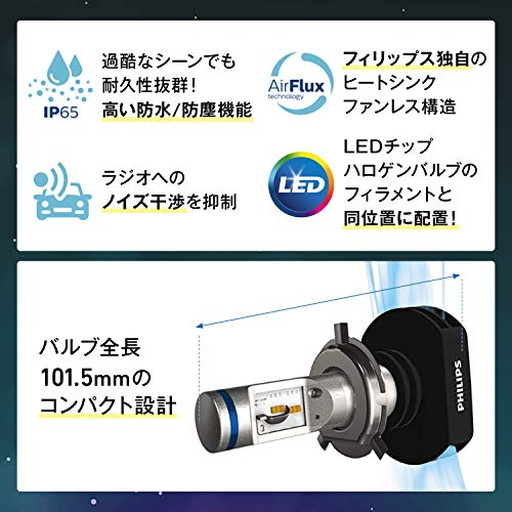 過酷なシーンでも
耐久性抜群!
高い防水/防塵機能
IP65
フィリップス独自の
ヒートシンク
ファンレス構造
AirFlux
technology
ラジオへの
ノイズ干渉を抑制
LEDチップ
ハロゲンバルブの
フィラメントと
同位置に配置!
LED
バルブ全長
101.5mmの
コンパクト設計
PHILIPS